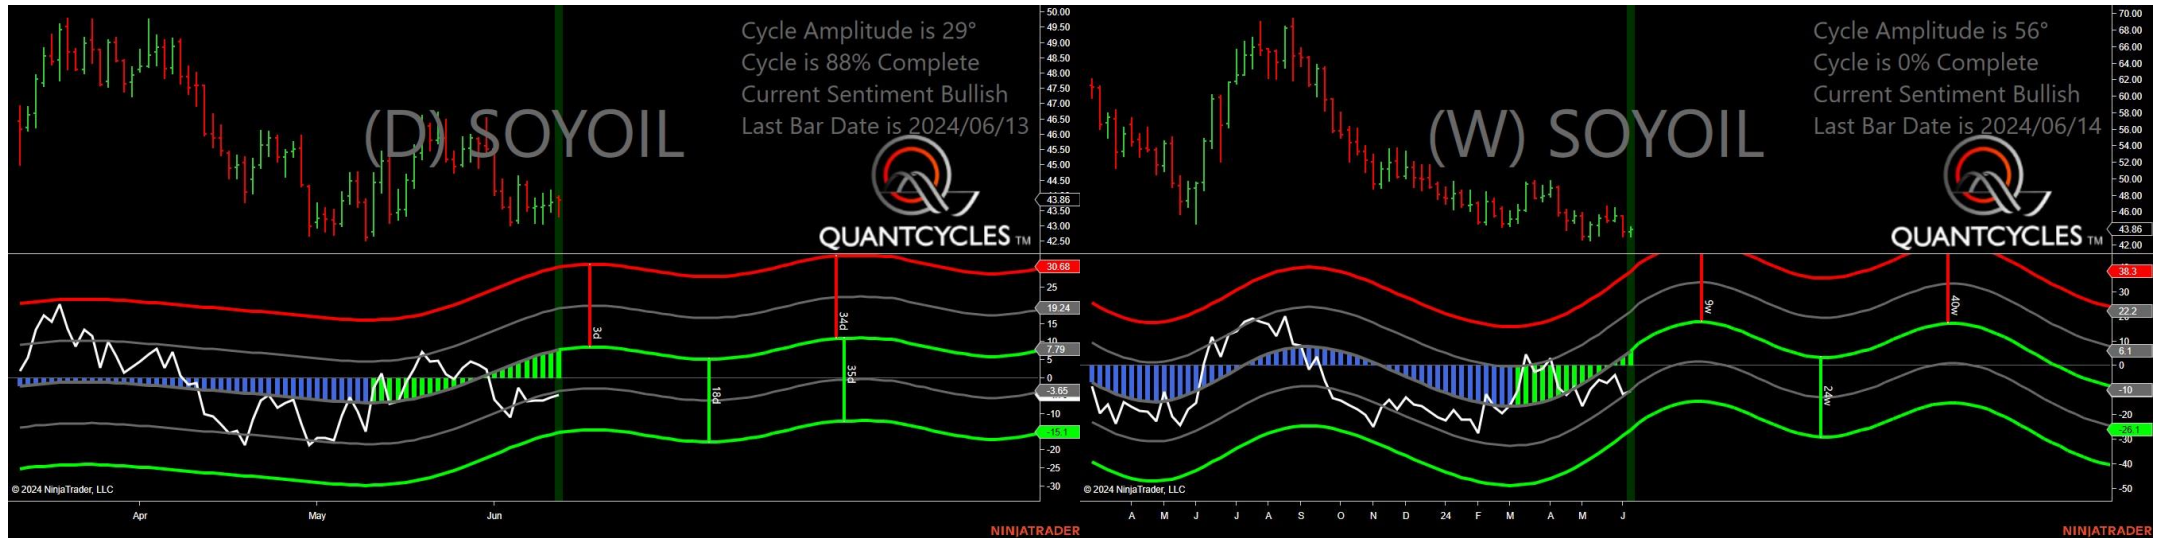 Cycle Amplitude is 29°
Cycle is 88% Complete
Current Sentiment Bullish
Last Bar Date is 2024/06/13
(D) SOYOIL
QUANTCYCLES TM
50.00
49.50
49.00
48.50
48.00
47.50
47.00
46.50
46.00
45.50
45.00
44.50
43.86
43.50
43.00
42.50
30.68
25
19.24
15
10
7.79
5
0
-3.65
-10
-15.1
-20
-25
-30
3d
18d
34d
35d
© 2024 NinjaTrader, LLC
Apr May Jun
NINJATRADER
Cycle Amplitude is 56°
Cycle is 0% Complete
Current Sentiment Bullish
Last Bar Date is 2024/06/14
(W) SOYOIL
QUANTCYCLES TM
70.00
68.00
66.00
64.00
62.00
60.00
58.00
56.00
54.00
52.00
50.00
48.00
46.00
43.86
42.00
38.3
30
22.2
10
6.1
0
-10
-20
-26.1
-30
-40
-50
9w
24w
40w
© 2024 NinjaTrader, LLC
A M J J A S O N D 24 F M A M J
NINJATRADER